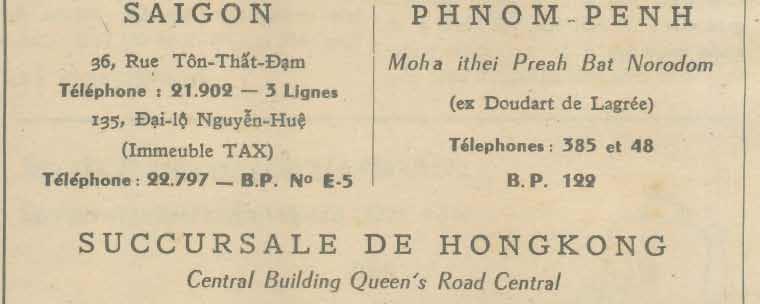 SAIGON
36, Rue Tôn-Thất-Đạm
Téléphone : 21.902 — 3 Lignes
135, Đại-lộ Nguyễn-Huệ
(Immeuble TAX)
Téléphone : 22.797 — B.P. Nº E-5
PHNOM-PENH
Moha ithei Preah Bat Norodom
(ex Doudart de Lagrée)
Télephones : 385 et 48
B.P. 122
SUCCURSALE DE HONGKONG
Central Building Queen's Road Central